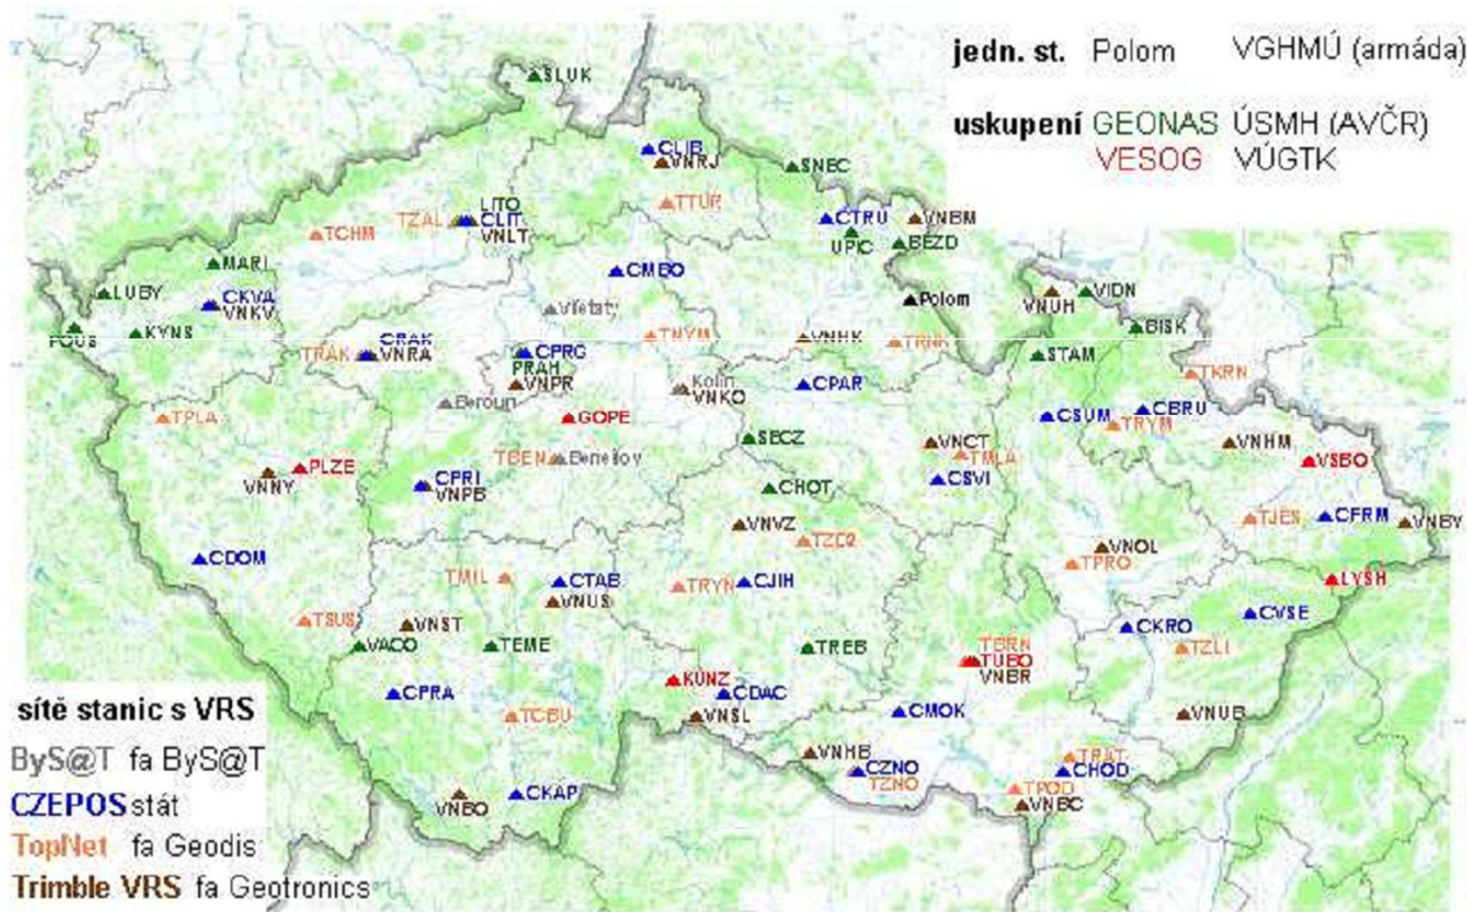 jedn. st. Polom VGHMÚ (armáda)
uskupení GEONAS ÚSMH (AVČR)
VESOG VÚGTK
SLUK
CLIB
VNRJ
SNEC
TTUR
LITO
TZAL CLIT
VNLT
TCHM
CTRU
VNBM
UPIC
BEZD
MARI
CMBO
LUBY
CKVA
VNKV
VNUH
VIDN
Polom
POUS
KYNS
TNYM
VNHK
TRNK
BISK
CRAK
TRAK VNRA
CPRG
PRAH
VNPR
STAM
TKRN
Kolín
VNKO
CPAR
Beroun
TPLA
GOPE
CSUM
CBRU
TRYM
SECZ
VNCT
TMLA
VNHM
TBEN Benešov
PLZE
VNNY
VSBO
CPRI
VNPB
CHOT
CSVI
VNVZ
TJES
CFRM
VNBY
CDOM
VNOL
TPRO
TMIL
CTAB
VNUS
TRYN
CJIH
LYSH
TSUS
VNST
CVSE
CKRO
VACO
TEME
TREB
TBRN
TUBO
VNBR
TZLI
KUNZ
CPRA
CDAC
TCBU
VNSL
CMOK
VNUB
VNHB
CZNO
TZNO
TRAT
CHOD
TPOD
VNBC
VNBO
CKAP
sítě stanic s VRS
ByS@T fa ByS@T
CZEPOS stát
TopNet fa Geodis
Trimble VRS fa Geotronics